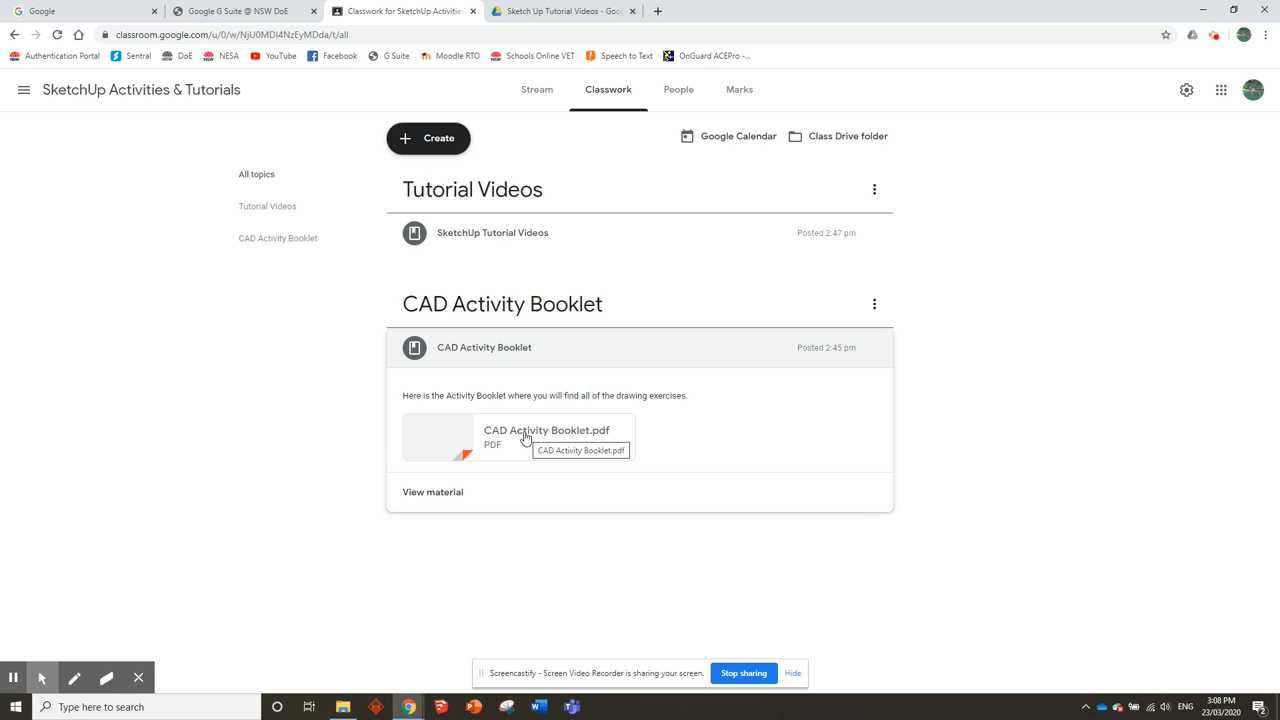 Google
Google G Suite @ NSW DoE
Classwork for SketchUp Activities
Sketch Up Tutorial Videos - Goo
classroom.google.com/u/0/w/NjU0MDI4NzEyMDda/t/all
Authentication Portal
Sentral
DoE
NESA
YouTube
Facebook
G Suite
Moodle RTO
Schools Online VET
Speech to Text
OnGuard ACEPro -...
SketchUp Activities & Tutorials
Stream
Classwork
People
Marks
Create
Google Calendar
Class Drive folder
All topics
Tutorial Videos
CAD Activity Booklet
Tutorial Videos
SketchUp Tutorial Videos
Posted 2:47 pm
CAD Activity Booklet
CAD Activity Booklet
Posted 2:45 pm
Here is the Activity Booklet where you will find all of the drawing exercises.
CAD Activity Booklet.pdf
PDF
CAD Activity Booklet.pdf
View material
Screencastify - Screen Video Recorder is sharing your screen.
Stop sharing
Hide
Type here to search
ENG
3:08 PM
23/03/2020